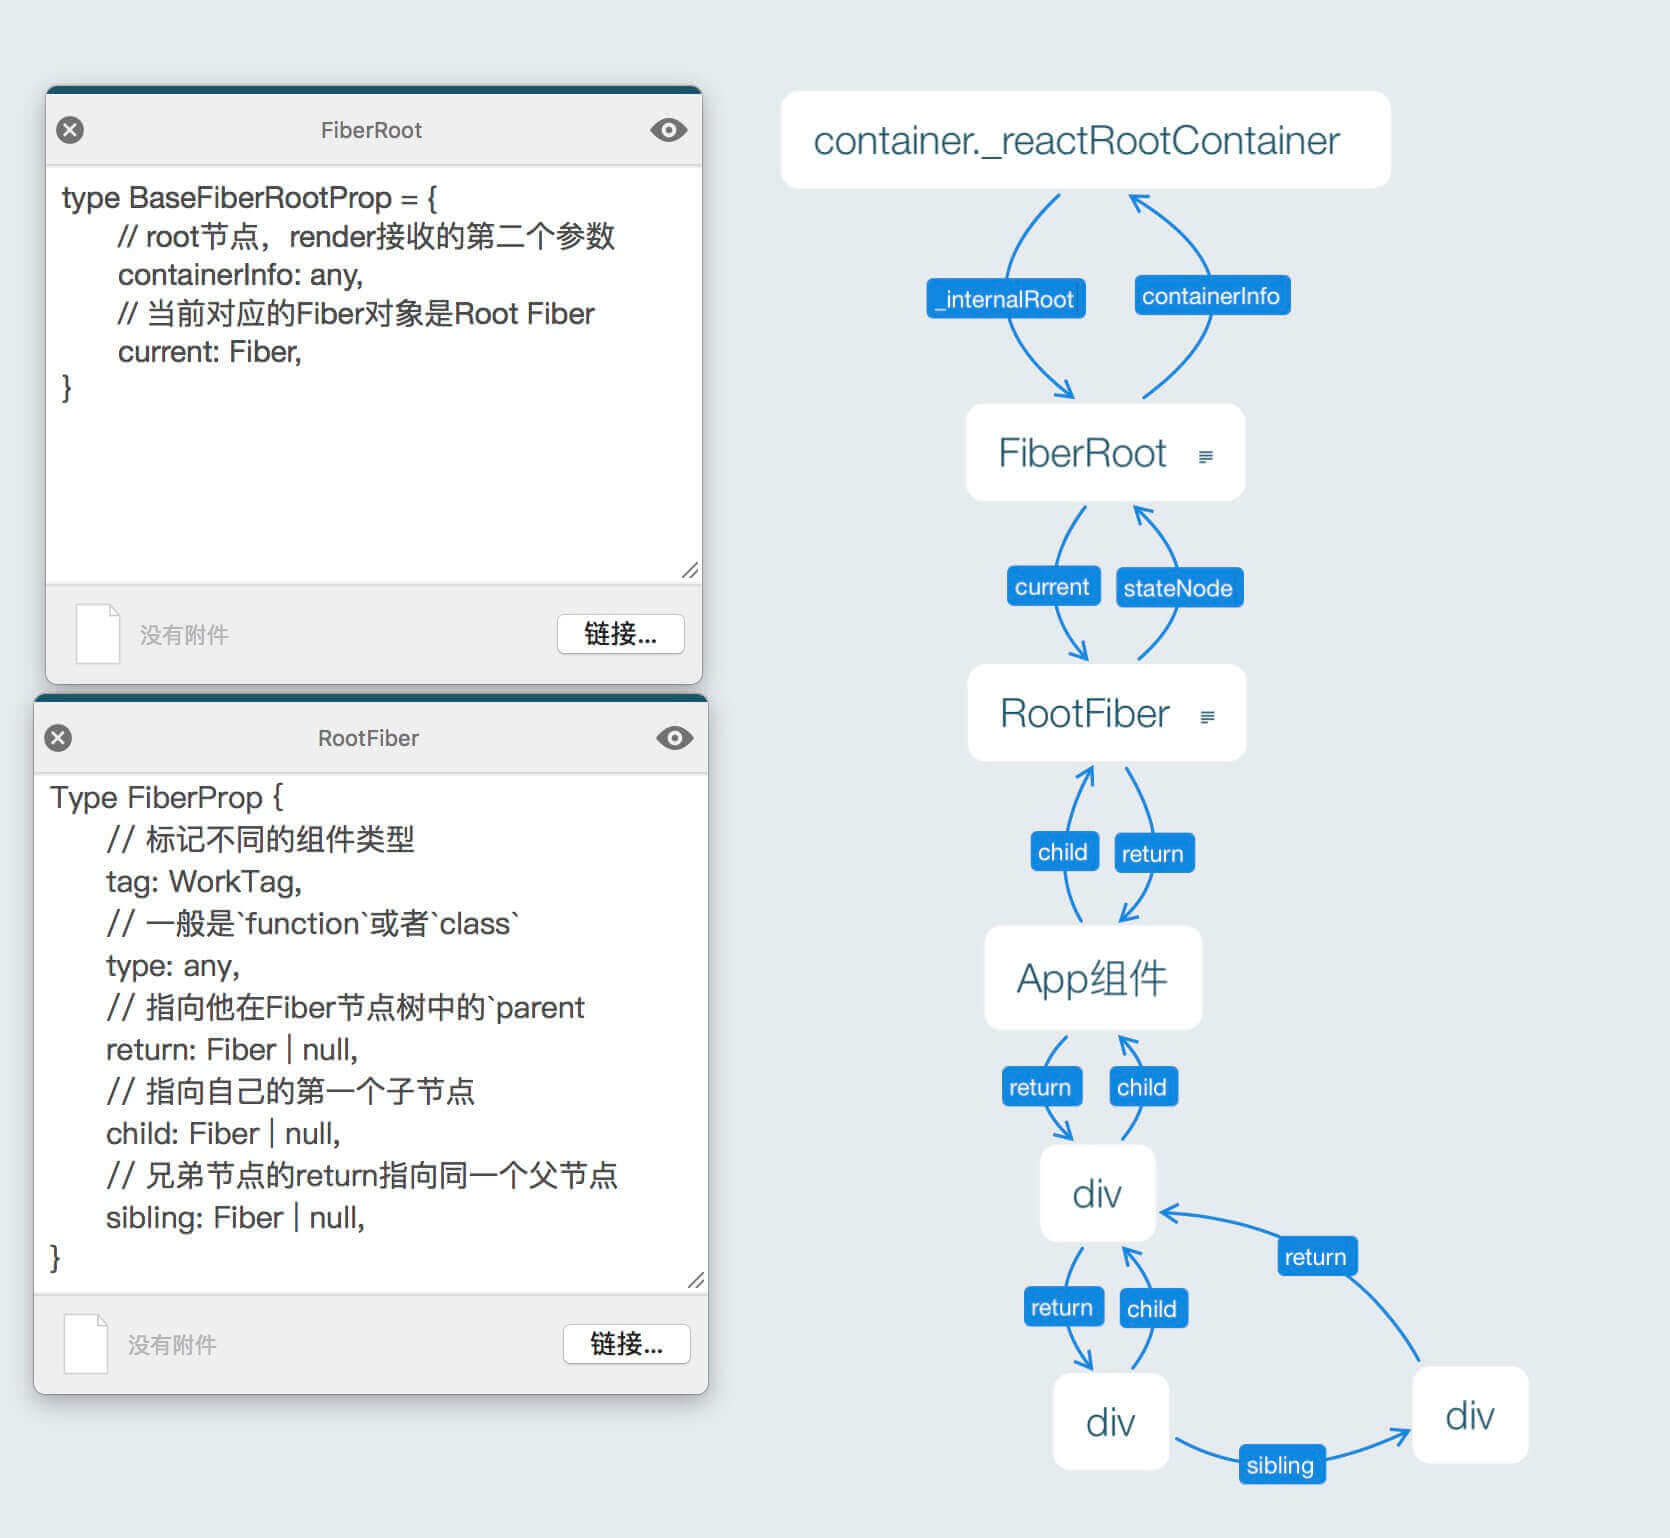 FiberRoot
type BaseFiberRootProp = {
// root节点，render接收的第二个参数
containerInfo: any,
// 当前对应的Fiber对象是Root Fiber
current: Fiber,
}
没有附件
链接...
RootFiber
Type FiberProp {
// 标记不同的组件类型
tag: WorkTag,
// 一般是`function`或者`class`
type: any,
// 指向他在Fiber节点树中的`parent
return: Fiber | null,
// 指向自己的第一个子节点
child: Fiber | null,
// 兄弟节点的return指向同一个父节点
sibling: Fiber | null,
}
没有附件
链接...
container._reactRootContainer
_internalRoot
containerInfo
FiberRoot
current
stateNode
RootFiber
child
return
App组件
return
child
div
return
return
child
div
div
sibling